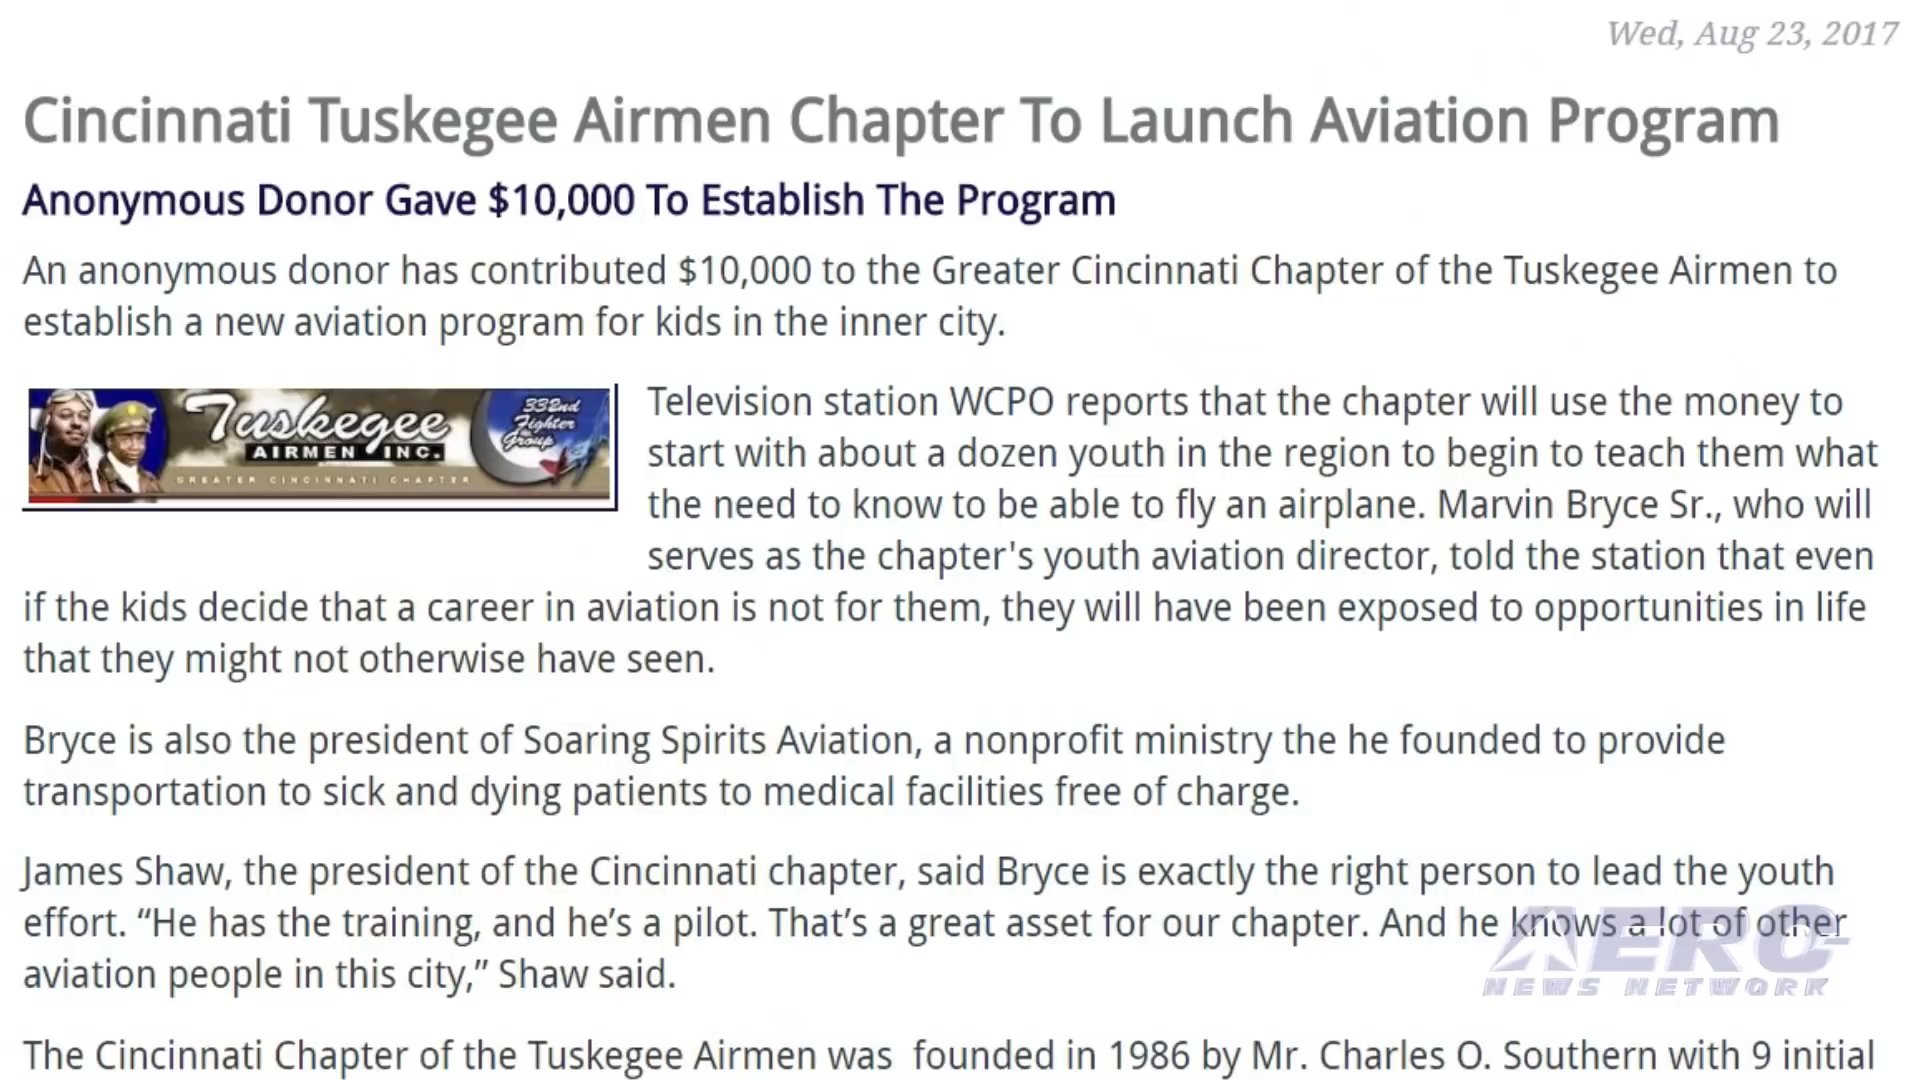 Wed, Aug 23, 2017
Cincinnati Tuskegee Airmen Chapter To Launch Aviation Program
Anonymous Donor Gave $10,000 To Establish The Program
An anonymous donor has contributed $10,000 to the Greater Cincinnati Chapter of the Tuskegee Airmen to
establish a new aviation program for kids in the inner city.
Tuskegee
AIRMEN INC.
GREATER CINCINNATI CHAPTER
332nd
Fighter
Group
Television station WCPO reports that the chapter will use the money to
start with about a dozen youth in the region to begin to teach them what
the need to know to be able to fly an airplane. Marvin Bryce Sr., who will
serves as the chapter's youth aviation director, told the station that even
if the kids decide that a career in aviation is not for them, they will have been exposed to opportunities in life
that they might not otherwise have seen.
Bryce is also the president of Soaring Spirits Aviation, a nonprofit ministry the he founded to provide
transportation to sick and dying patients to medical facilities free of charge.
James Shaw, the president of the Cincinnati chapter, said Bryce is exactly the right person to lead the youth
effort. “He has the training, and he’s a pilot. That’s a great asset for our chapter. And he knows a lot of other
aviation people in this city,” Shaw said.
AERO
NEWS NETWORK
The Cincinnati Chapter of the Tuskegee Airmen was  founded in 1986 by Mr. Charles O. Southern with 9 initial